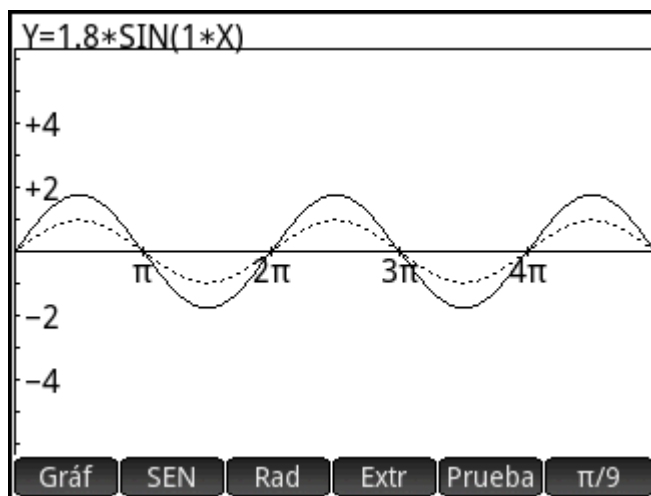 Y=1.8*SIN(1*X)
+4
+2
π 2π 3π 4π
−2
−4
Gráf SEN Rad Extr Prueba π/9